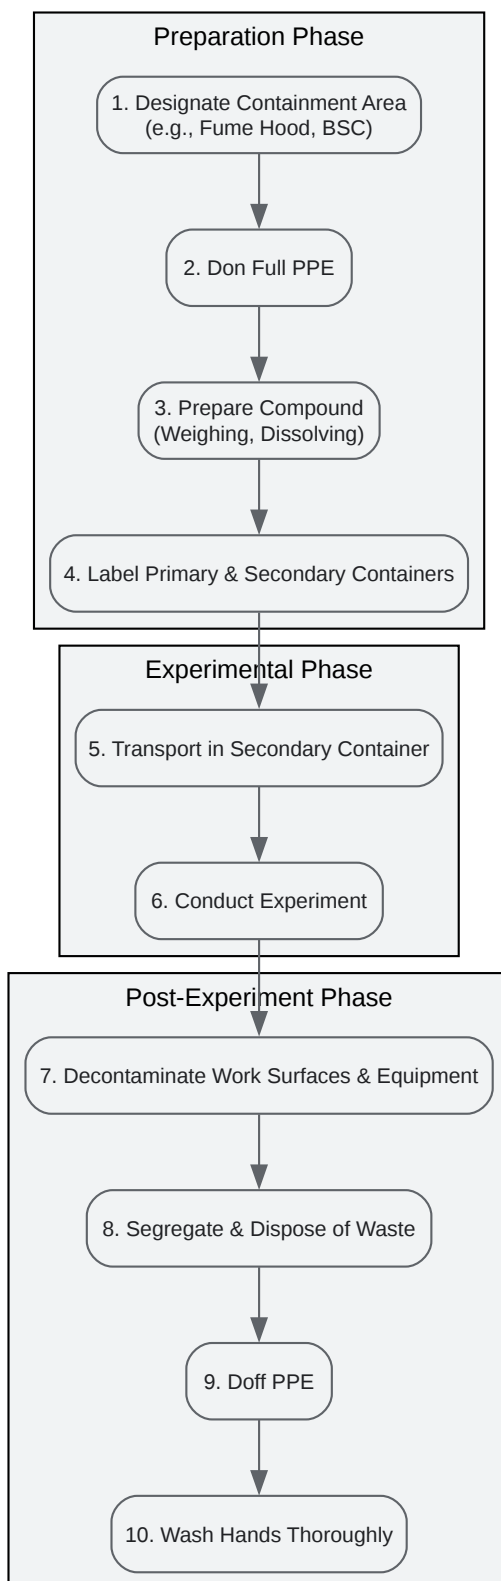 Preparation Phase
1. Designate Containment Area
(e.g., Fume Hood, BSC)
2. Don Full PPE
3. Prepare Compound
(Weighing, Dissolving)
4. Label Primary & Secondary Containers
Experimental Phase
5. Transport in Secondary Container
6. Conduct Experiment
Post-Experiment Phase
7. Decontaminate Work Surfaces & Equipment
8. Segregate & Dispose of Waste
9. Doff PPE
10. Wash Hands Thoroughly